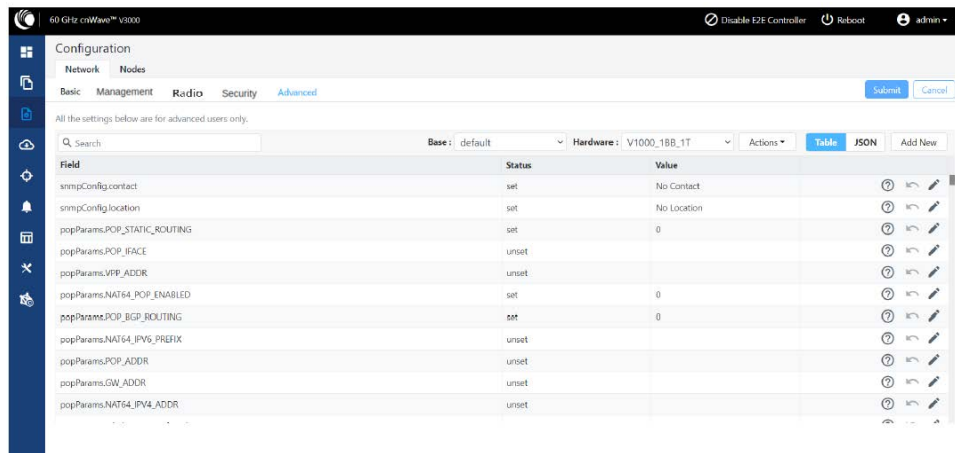 60 GHz cnWave™ V3000
Disable E2E Controller
Reboot
admin
Configuration
Network Nodes
Basic Management Radio Security Advanced
Submit Cancel
All the settings below are for advanced users only.
Search
Base: default
Hardware: V1000_1BB_1T
Actions
Table JSON
Add New
Field Status Value
snmpConfig.contact set No Contact
snmpConfig.location set No Location
popParams.POP_STATIC_ROUTING set 0
popParams.POP_IFACE unset
popParams.VPP_ADDR unset
popParams.NAT64_POP_ENABLED set 0
popParams.POP_BGP_ROUTING set 0
popParams.NAT64_IPV6_PREFIX unset
popParams.POP_ADDR unset
popParams.GW_ADDR unset
popParams.NAT64_IPV4_ADDR unset